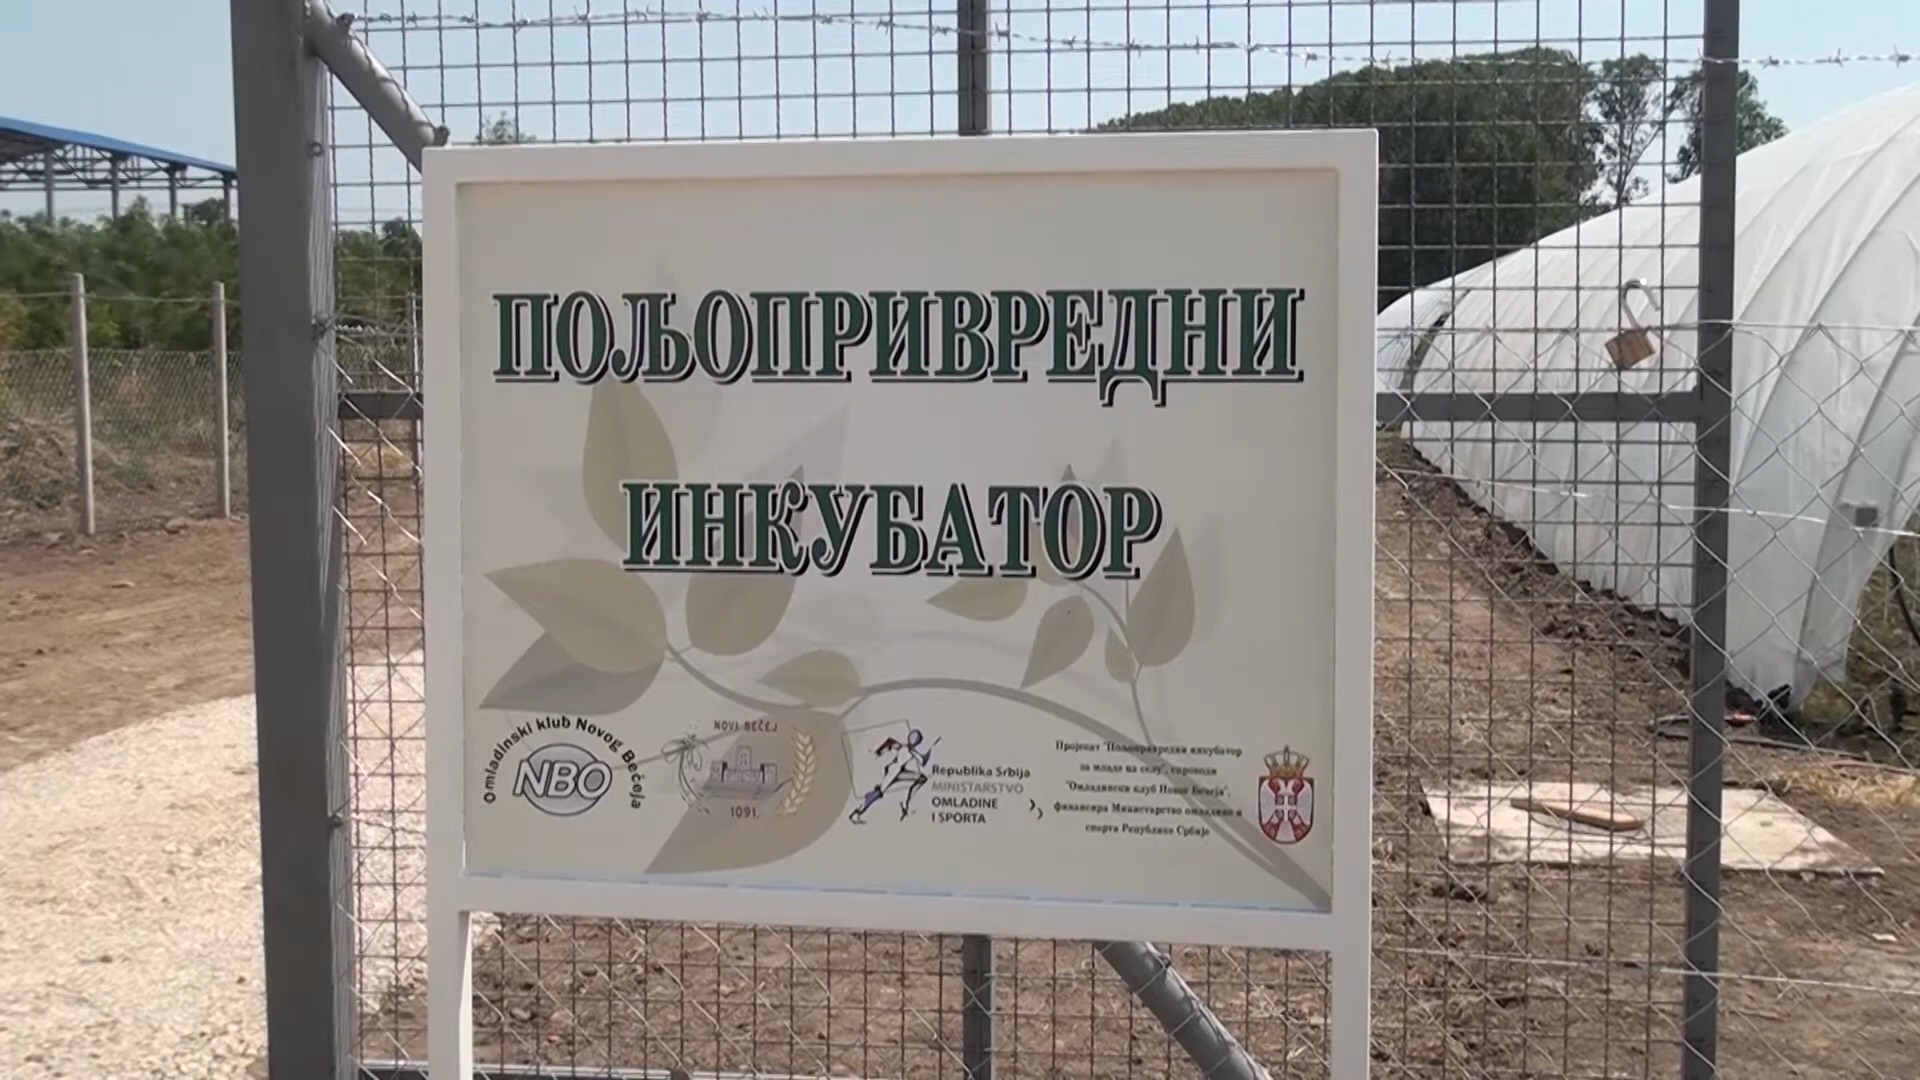 ПОЉОПРИВРЕДНИ
ИНКУБАТОР
Omladinski klub Novog Bečeja
NBO
NOVI BEČEJ
1091.
Republika Srbija
MINISTARSTVO
OMLADINE
I SPORTA
Пројекат "Пољопривредни инкубатор
за младе на селу", спроводи
"Омладински клуб Новог Бечеја",
финансира Министарство омладине и
спорта Републике Србије